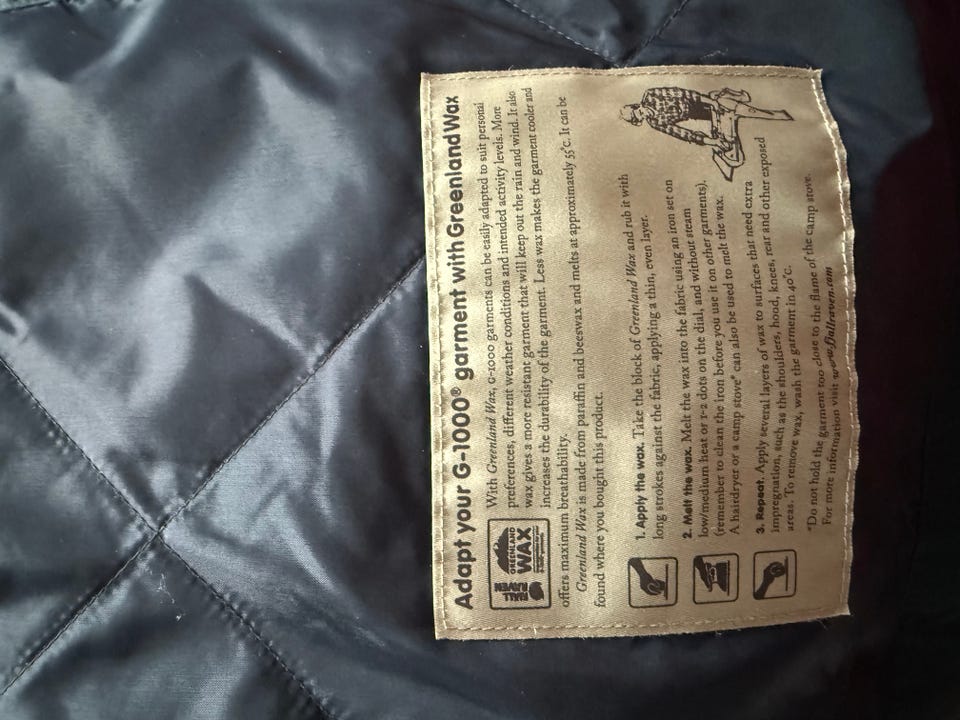 Adapt your G-1000® garment with Greenland Wax
With Greenland Wax, G-1000 garments can be easily adapted to suit personal
preferences, different weather conditions and intended activity levels. More
wax gives a more resistant garment that will keep out the rain and wind. It also
increases the durability of the garment. Less wax makes the garment cooler and
offers maximum breathability.
Greenland Wax is made from paraffin and beeswax and melts at approximately 55°C. It can be
found where you bought this product.
FJÄLL
RÄVEN
GREENLAND
WAX
1. Apply the wax. Take the block of Greenland Wax and rub it with
long strokes against the fabric, applying a thin, even layer.
2. Melt the wax. Melt the wax into the fabric using an iron set on
low/medium heat or 1-2 dots on the dial, and without steam
(remember to clean the iron before you use it on other garments).
A hairdryer or a camp stove* can also be used to melt the wax.
3. Repeat. Apply several layers of wax to surfaces that need extra
impregnation, such as the shoulders, hood, knees, rear and other exposed
areas. To remove wax, wash the garment in 40°C.
*Do not hold the garment too close to the flame of the camp stove.
For more information visit www.fjallraven.com